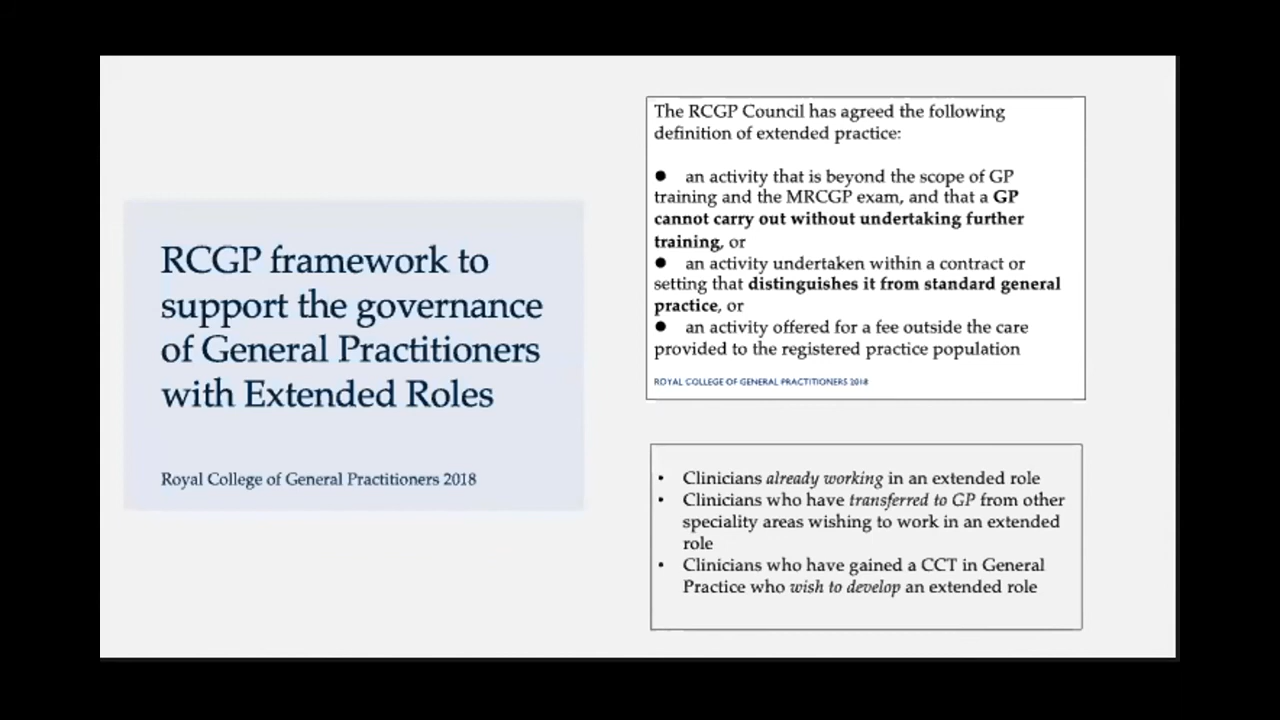 RCGP framework to
support the governance
of General Practitioners
with Extended Roles
Royal College of General Practitioners 2018
The RCGP Council has agreed the following
definition of extended practice:
● an activity that is beyond the scope of GP
training and the MRCGP exam, and that a GP
cannot carry out without undertaking further
training, or
● an activity undertaken within a contract or
setting that distinguishes it from standard general
practice, or
● an activity offered for a fee outside the care
provided to the registered practice population
ROYAL COLLEGE OF GENERAL PRACTITIONERS 2018
• Clinicians already working in an extended role
• Clinicians who have transferred to GP from other
speciality areas wishing to work in an extended
role
• Clinicians who have gained a CCT in General
Practice who wish to develop an extended role